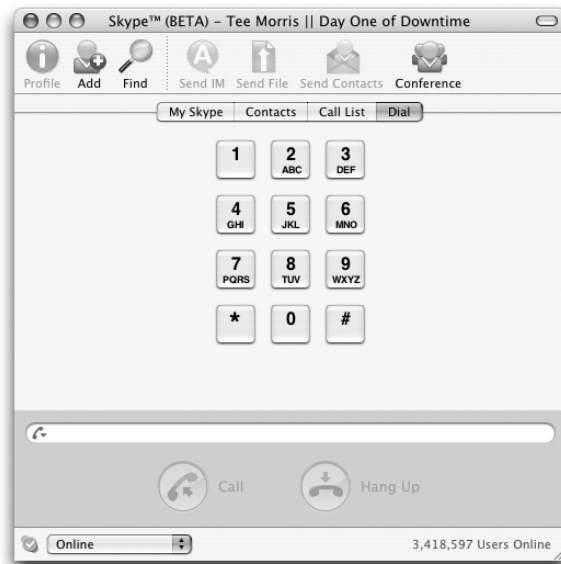 Skype™ (BETA) – Tee Morris || Day One of Downtime
Profile Add Find Send IM Send File Send Contacts Conference
My Skype Contacts Call List Dial
1 2 3
ABC DEF
4 5 6
GHI JKL MNO
7 8 9
PQRS TUV WXYZ
* 0 #
Call Hang Up
Online 3,418,597 Users Online